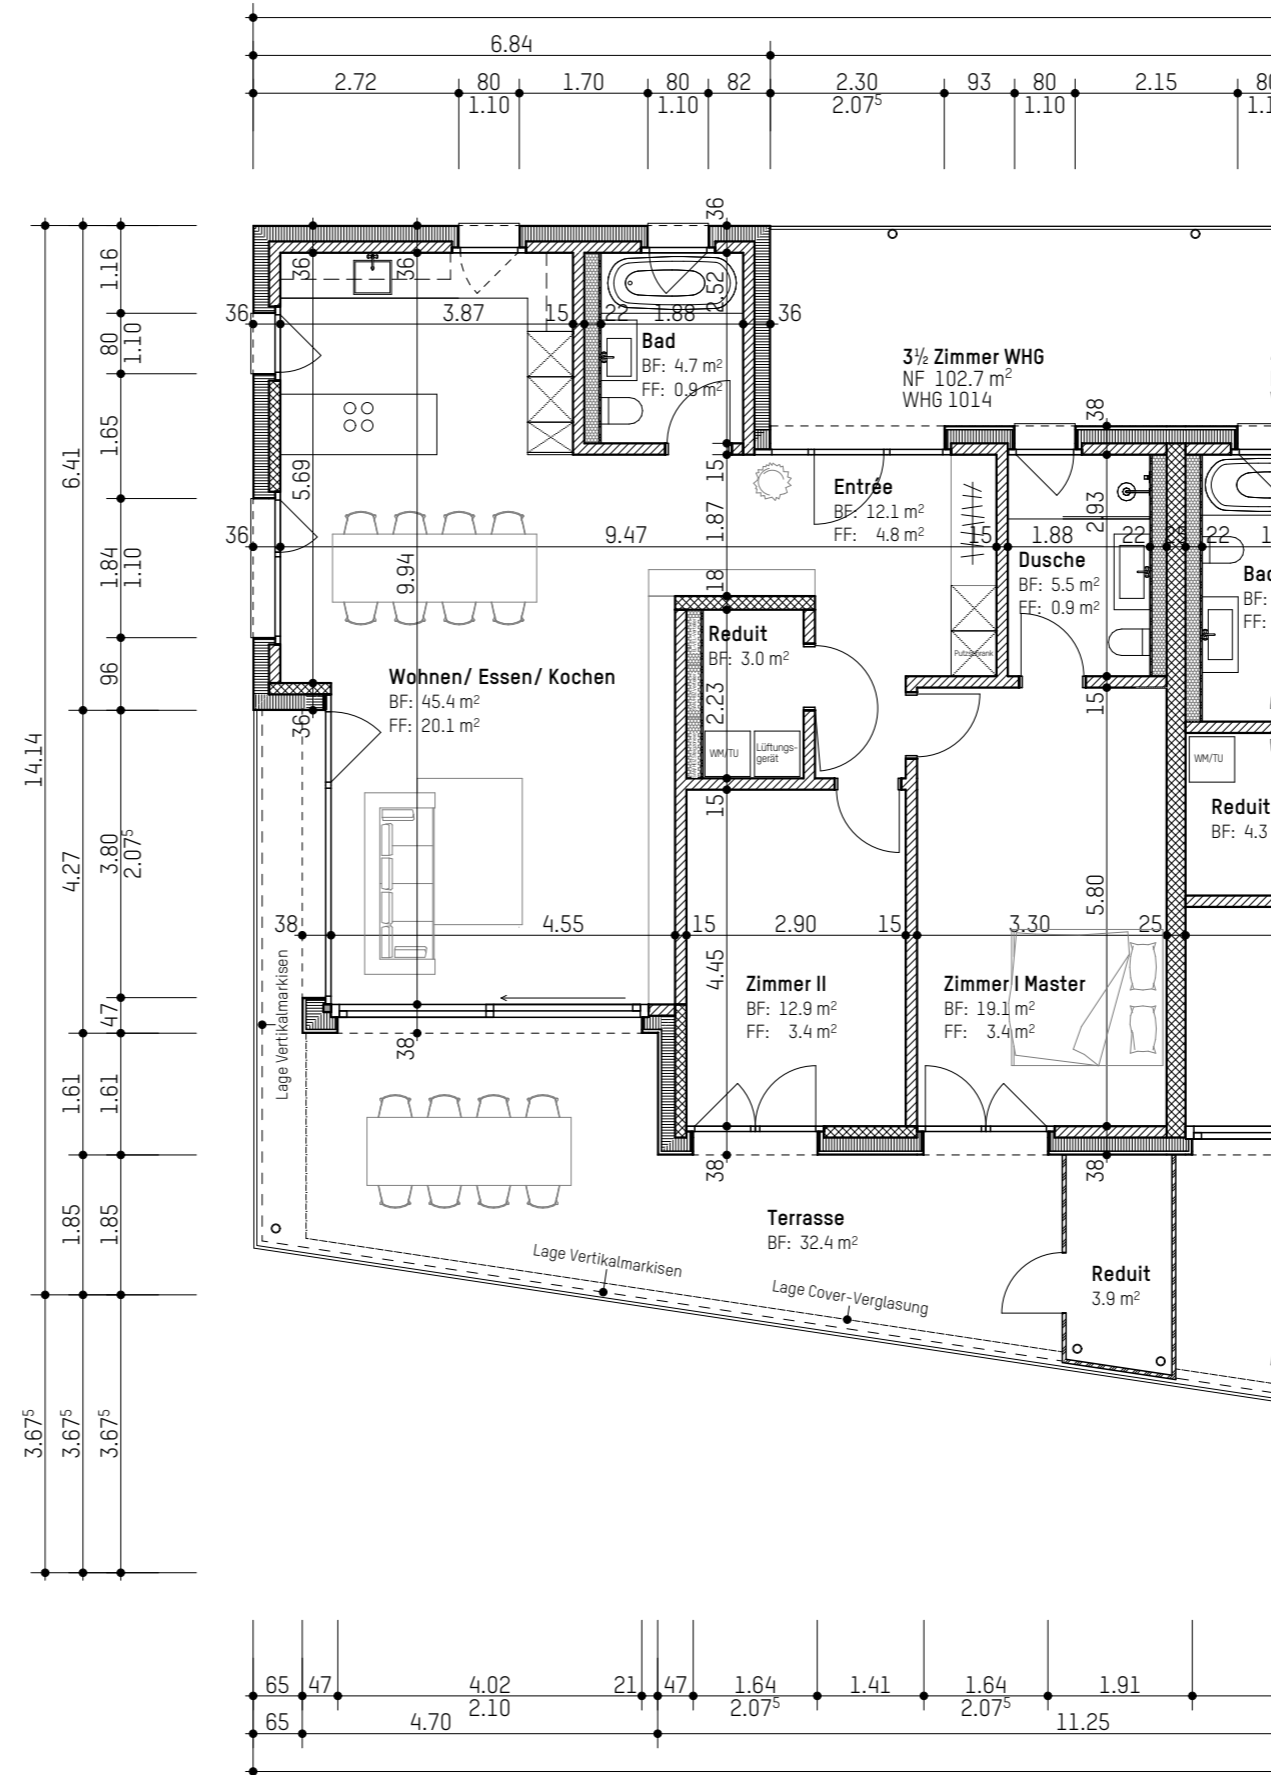 6.84
2.72 80 1.70 80 82 2.30 93 80 2.15
1.10 1.10 2.07⁵ 1.10
36
1.16
36 36 2.52
36 3.87 15 22 1.88 36
80
1.10
Bad
BF: 4.7 m²
FF: 0.9 m²
3½ Zimmer WHG
NF 102.7 m²
WHG 1014
38
1.65
6.41
5.69
15
Entrée
BF: 12.1 m²
FF: 4.8 m²
1.87
2.93
36 9.47 15 1.88 22 22
1.84
1.10
9.94
18
Dusche
BF: 5.5 m²
FF: 0.9 m²
BF:
FF:
Reduit
BF: 3.0 m²
Putzschrank
96
Wohnen/ Essen/ Kochen
BF: 45.4 m²
FF: 20.1 m²
2.23
36
15
WM/TU
Lüftungs-
gerät
WM/TU
14.14
15
Reduit
BF: 4.3
4.27
3.80
2.07⁵
5.80
38 4.55 15 2.90 15 3.30 25
4.45
Lage Vertikalmarkisen
Zimmer II
BF: 12.9 m²
FF: 3.4 m²
Zimmer I Master
BF: 19.1 m²
FF: 3.4 m²
47
38
1.61 1.61
38 38
1.85 1.85
Terrasse
BF: 32.4 m²
Lage Vertikalmarkisen
Lage Cover-Verglasung
Reduit
3.9 m²
3.67⁵ 3.67⁵ 3.67⁵
65 47 4.02 21 47 1.64 1.41 1.64 1.91
2.10 2.07⁵ 2.07⁵
65 4.70 11.25